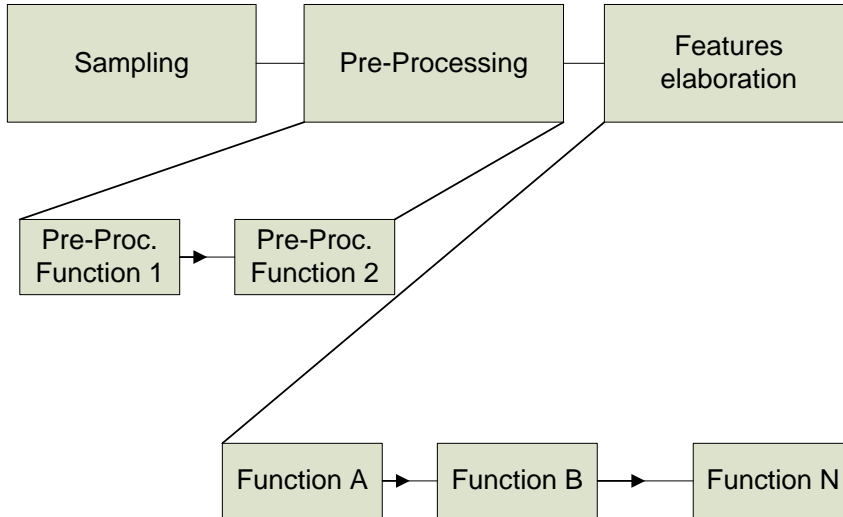 Sampling
Pre-Processing
Features
elaboration
Pre-Proc.
Function 1
Pre-Proc.
Function 2
Function A
Function B
Function N